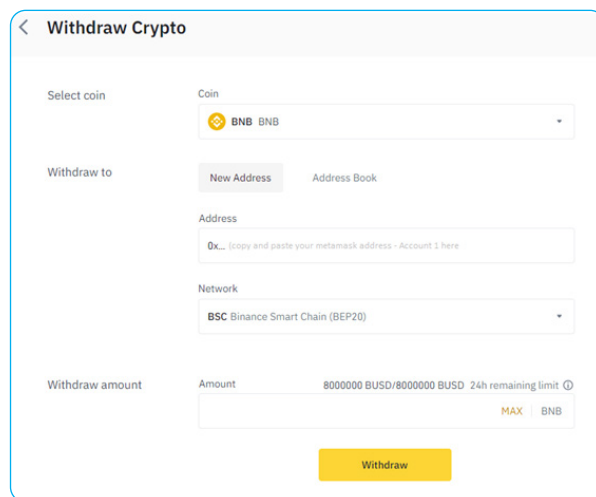 Withdraw Crypto
Select coin
Coin
BNB BNB
Withdraw to
New Address Address Book
Address
0x... (copy and paste your metamask address - Account 1 here
Network
BSC Binance Smart Chain (BEP20)
Withdraw amount
Amount 8000000 BUSD/8000000 BUSD 24h remaining limit
MAX BNB
Withdraw